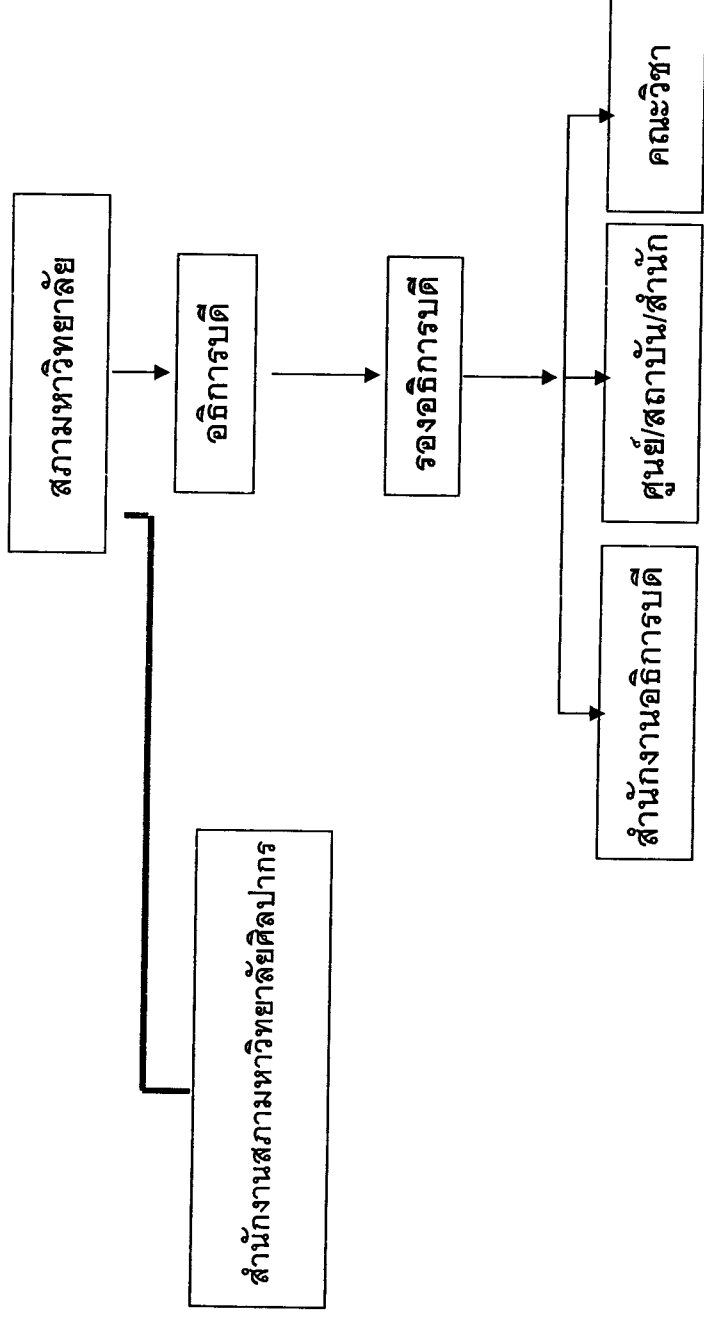 สภามหาวิทยาลัย
อธิการบดี
สำนักงานสภามหาวิทยาลัยศิลปากร
รองอธิการบดี
สำนักงานอธิการบดี
ศูนย์/สถาบัน/สำนัก
คณะวิชา